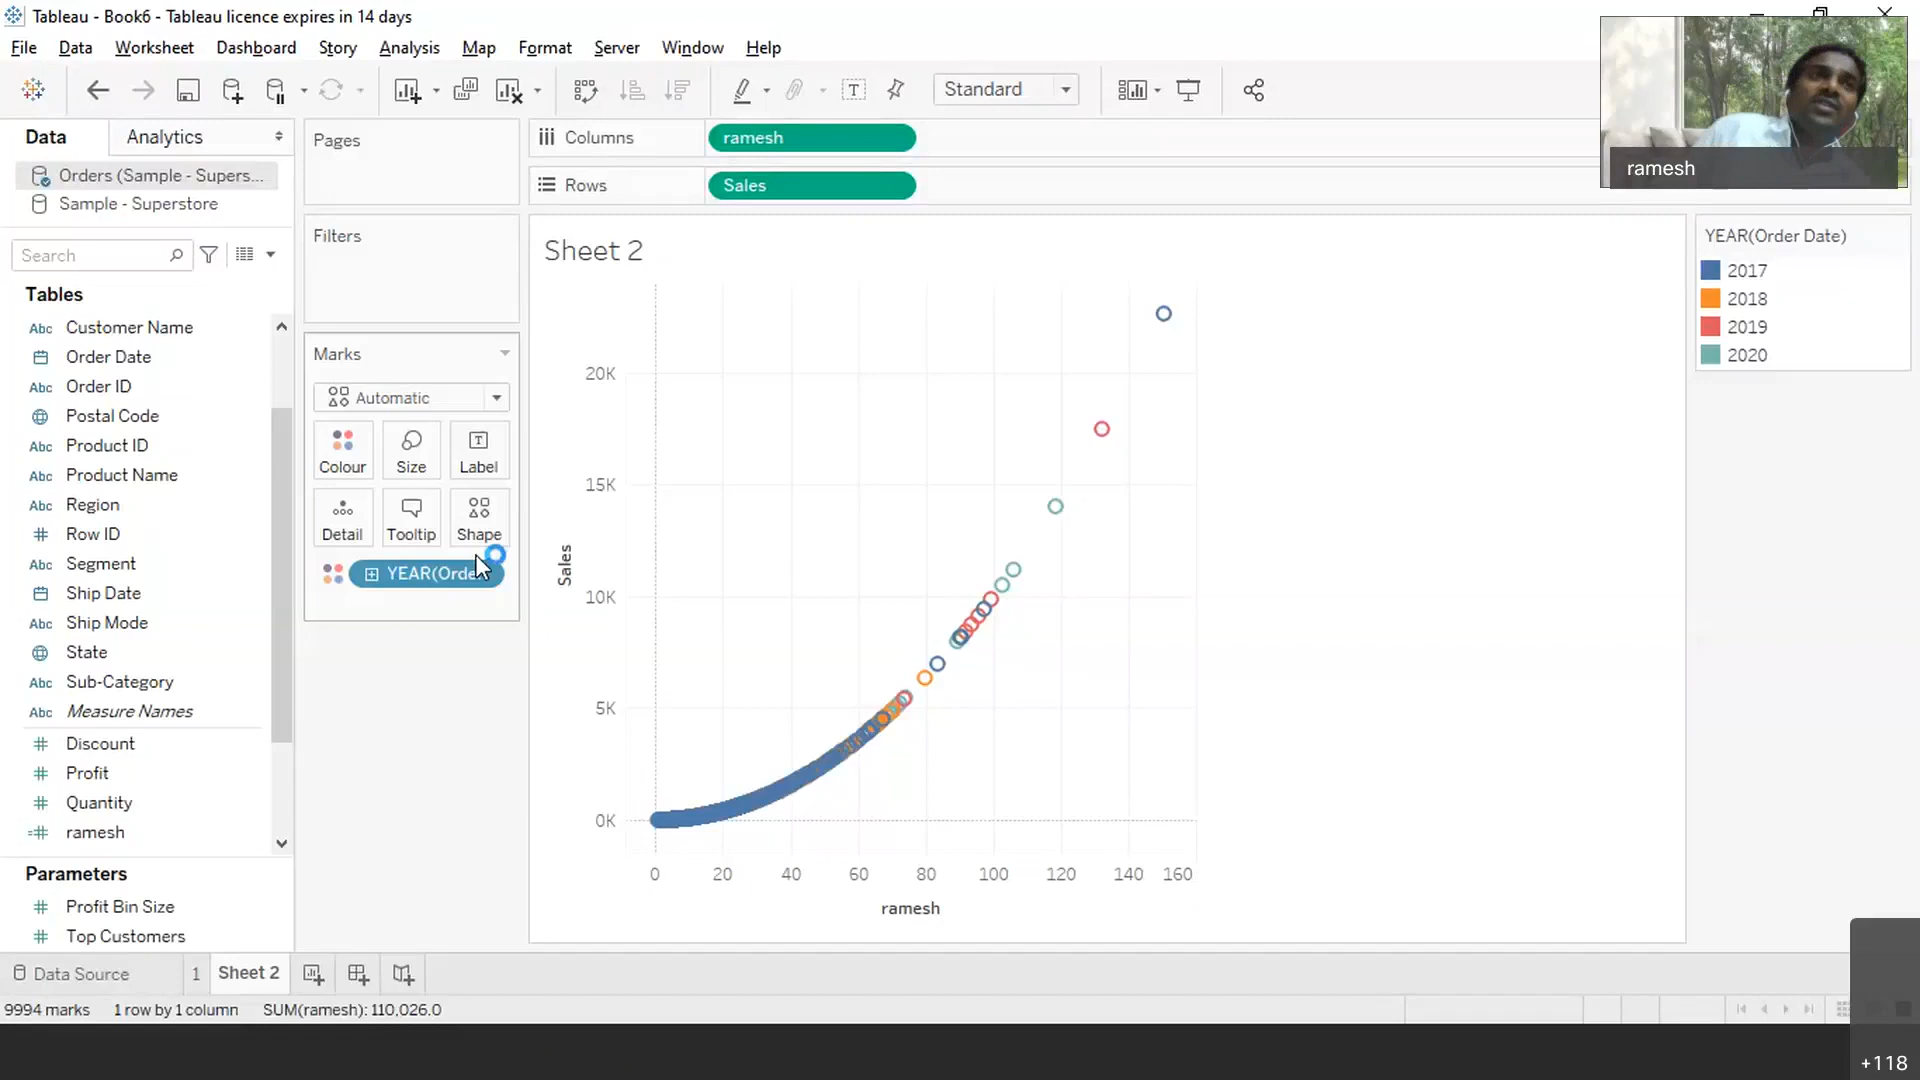 Tableau - Book6 - Tableau licence expires in 14 days
File Data Worksheet Dashboard Story Analysis Map Format Server Window Help
Standard
Data Analytics
Orders (Sample - Supers...
Sample - Superstore
Search
Tables
Abc Customer Name
Order Date
Abc Order ID
Postal Code
Abc Product ID
Abc Product Name
Abc Region
# Row ID
Abc Segment
Ship Date
Abc Ship Mode
State
Abc Sub-Category
Abc Measure Names
# Discount
# Profit
# Quantity
=# ramesh
Parameters
# Profit Bin Size
# Top Customers
Pages
Filters
Marks
Automatic
Colour Size Label
Detail Tooltip Shape
YEAR(Orde
Columns ramesh
Rows Sales
Sheet 2
20K
15K
10K
5K
0K
Sales
0 20 40 60 80 100 120 140 160
ramesh
ramesh
YEAR(Order Date)
2017
2018
2019
2020
Data Source 1 Sheet 2
9994 marks 1 row by 1 column SUM(ramesh): 110,026.0
+118